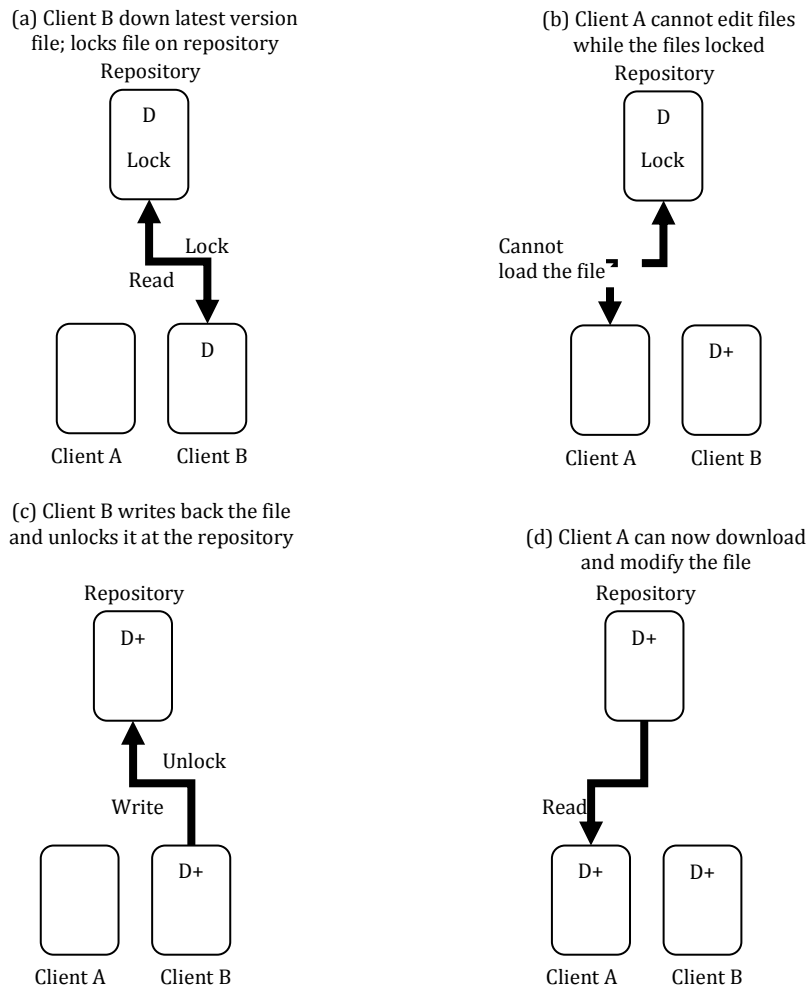 (a) Client B down latest version
file; locks file on repository
Repository
D
Lock
Lock
Read
D
Client A
Client B
(b) Client A cannot edit files
while the files locked
Repository
D
Lock
Cannot
load the file
D+
Client A
Client B
(c) Client B writes back the file
and unlocks it at the repository
Repository
D+
Unlock
Write
D+
Client A
Client B
(d) Client A can now download
and modify the file
Repository
D+
Read
D+
D+
Client A
Client B